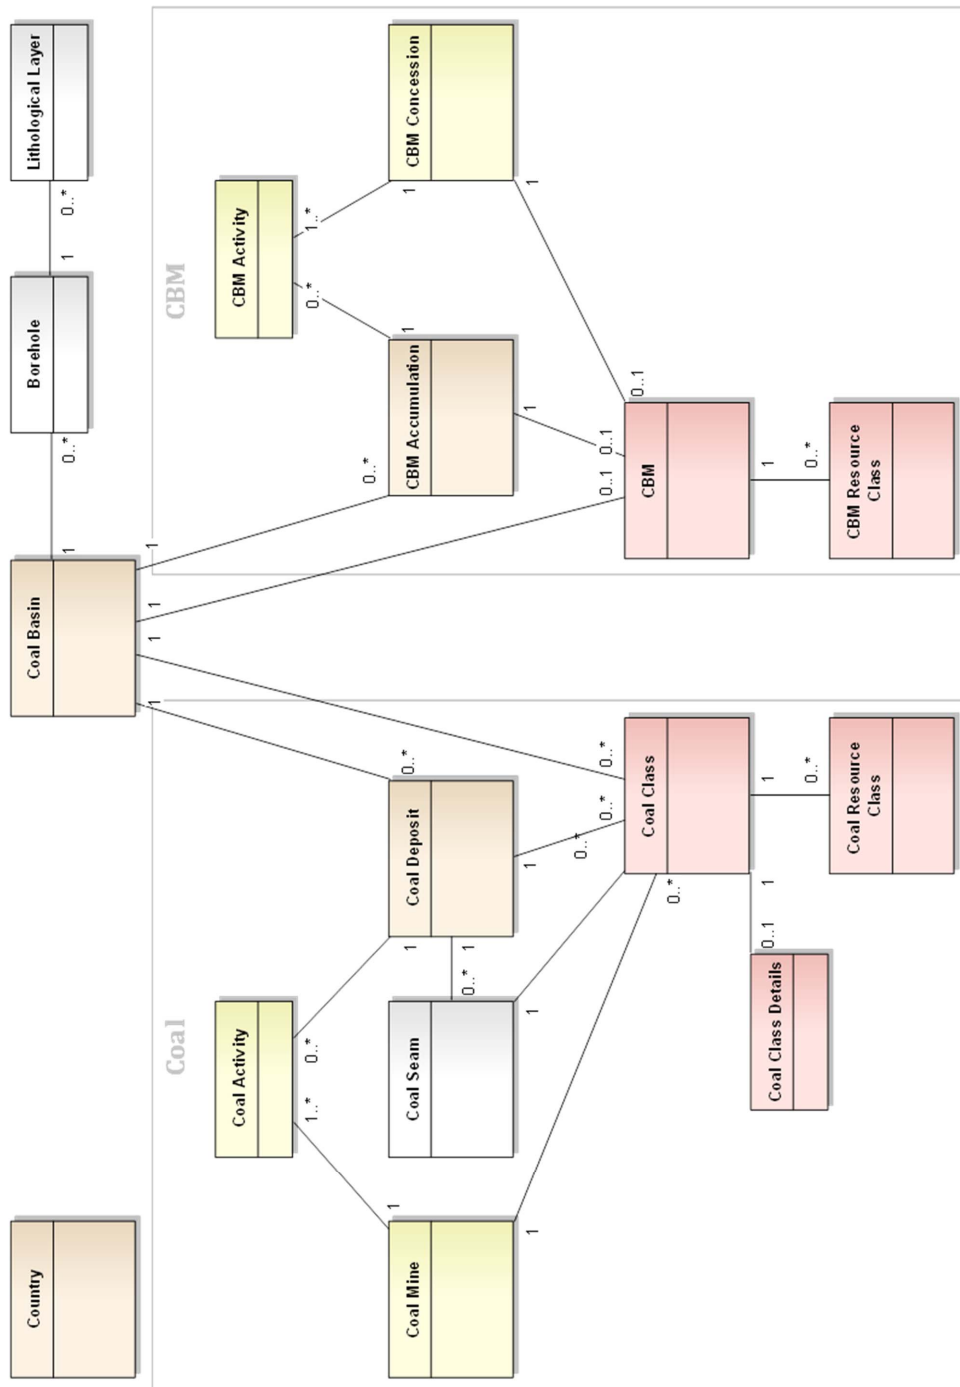 Country
Coal Basin
Borehole
Lithological Layer
1
0..*
1
0..*
1
1
1
1
Coal
CBM
Coal Activity
CBM Activity
1..*
0..*
0..*
1..*
0..*
1
1
0..*
1
1
Coal Mine
Coal Seam
Coal Deposit
CBM Accumulation
CBM Concession
0..*
1
1
1
1
1
1
0..*
0..*
0..*
0..1
0..1
0..1
Coal Class
CBM
0..*
0..1
1
1
1
Coal Class Details
0..*
0..*
Coal Resource
Class
CBM Resource
Class